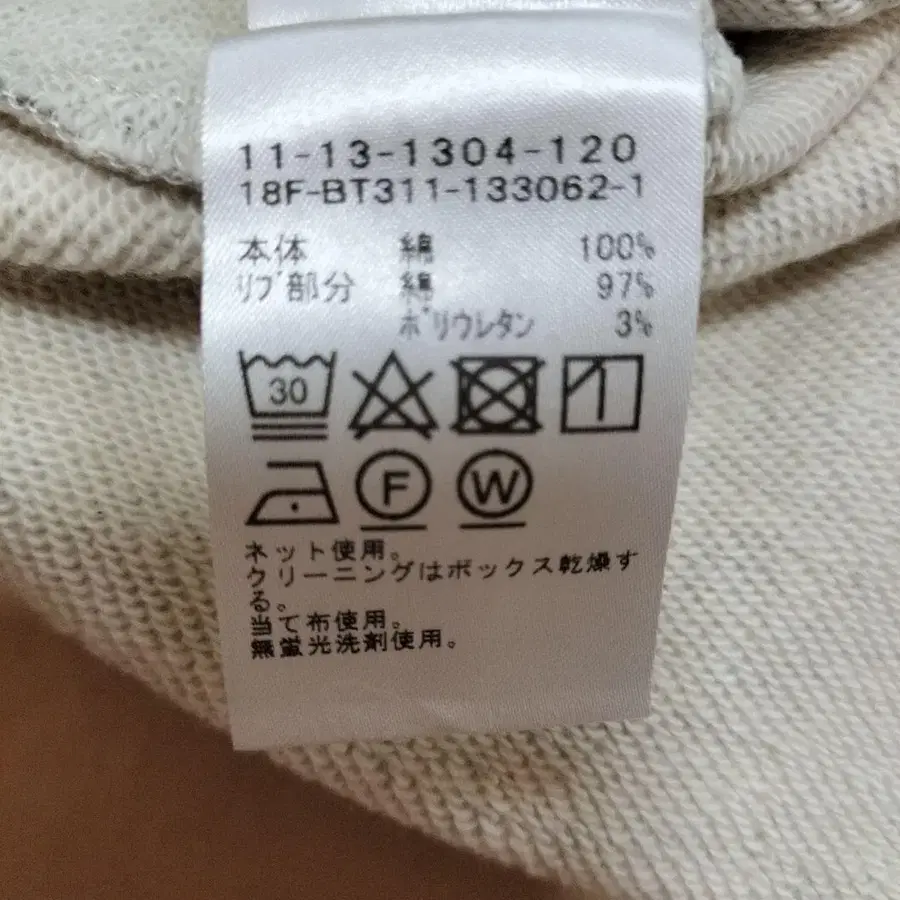 11-13-1304-120
18F-BT311-133062-1
本体 綿 100%
リブ部分 綿 97%
ポリウレタン 3%
30
F W
ネット使用。
クリーニングはボックス乾燥す
る。
当て布使用。
無蛍光洗剤使用。